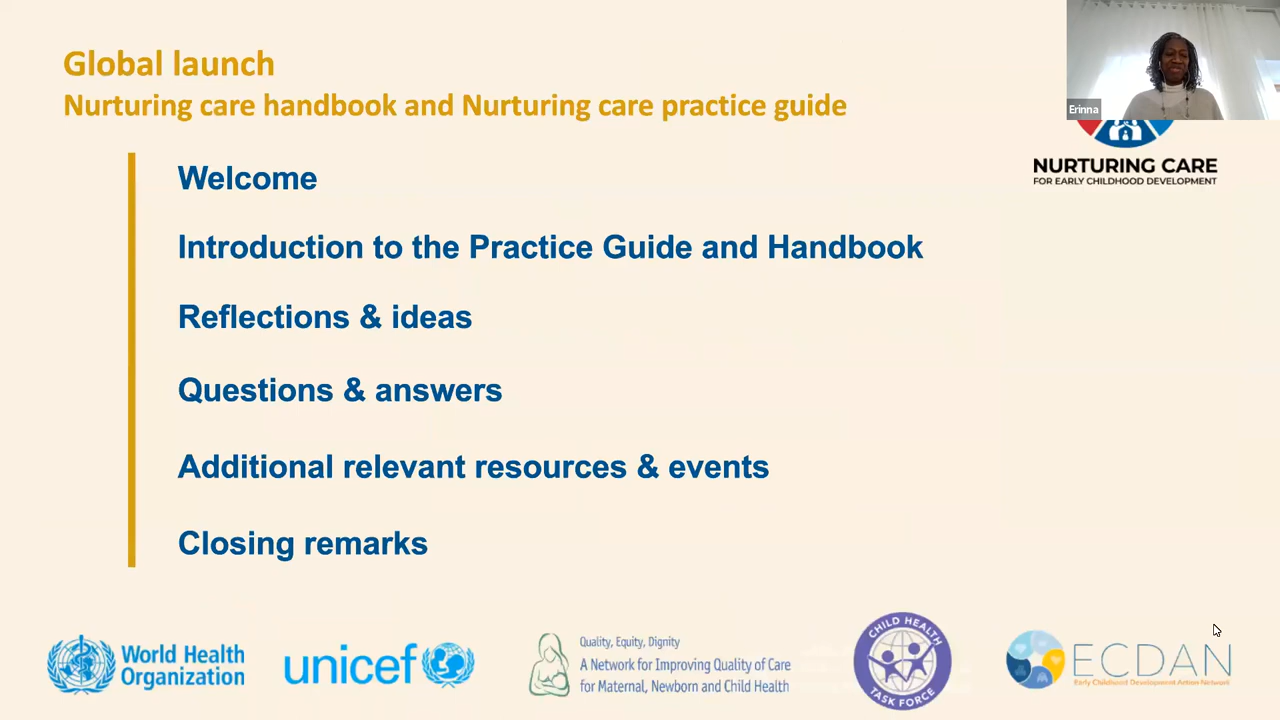 Global launch
Nurturing care handbook and Nurturing care practice guide
Erinna
NURTURING CARE
FOR EARLY CHILDHOOD DEVELOPMENT
Welcome
Introduction to the Practice Guide and Handbook
Reflections & ideas
Questions & answers
Additional relevant resources & events
Closing remarks
World Health
Organization
unicef
Quality, Equity, Dignity
A Network for Improving Quality of Care
for Maternal, Newborn and Child Health
CHILD HEALTH
TASK FORCE
ECDAN
Early Childhood Development Action Network